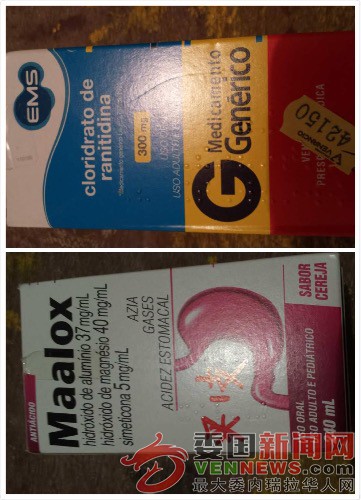 EMS
cloridrato de
ranitidina
300 mg
Medicamento
G Genérico
42150
ANTIÁCIDO
Maalox
hidróxido de alumínio 37 mg/mL
hidróxido de magnésio 40 mg/mL
simeticona 5 mg/mL
AZIA
GASES
ACIDEZ ESTOMACAL
SABOR
CEREJA
USO ORAL
USO ADULTO E PEDIÁTRICO
mL
委国新闻网
VENNEWS.com
最大委内瑞拉华人网